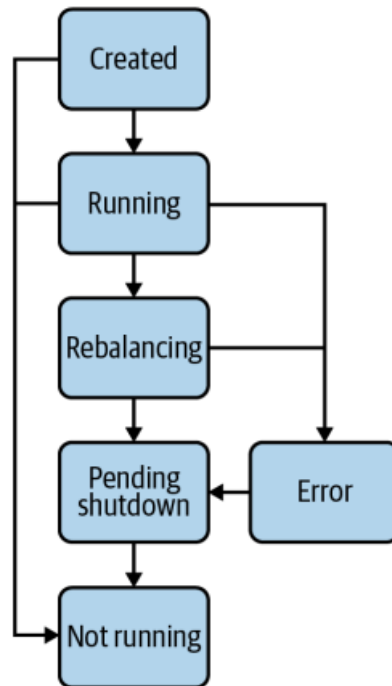 Created
Running
Rebalancing
Pending
shutdown
Error
Not running